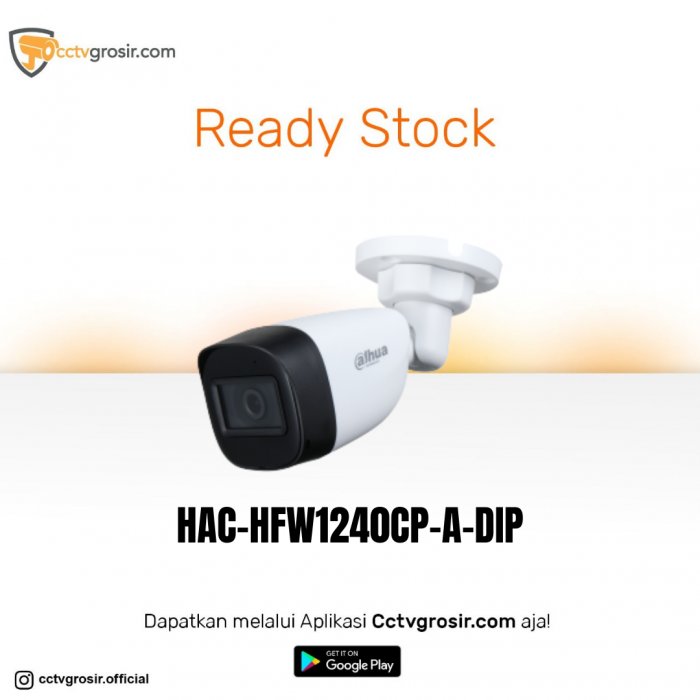 cctvgrosir.com
Ready Stock
alhua
HAC-HFW1240CP-A-DIP
Dapatkan melalui Aplikasi Cctvgrosir.com aja!
GET IT ON
Google Play
cctvgrosir.official